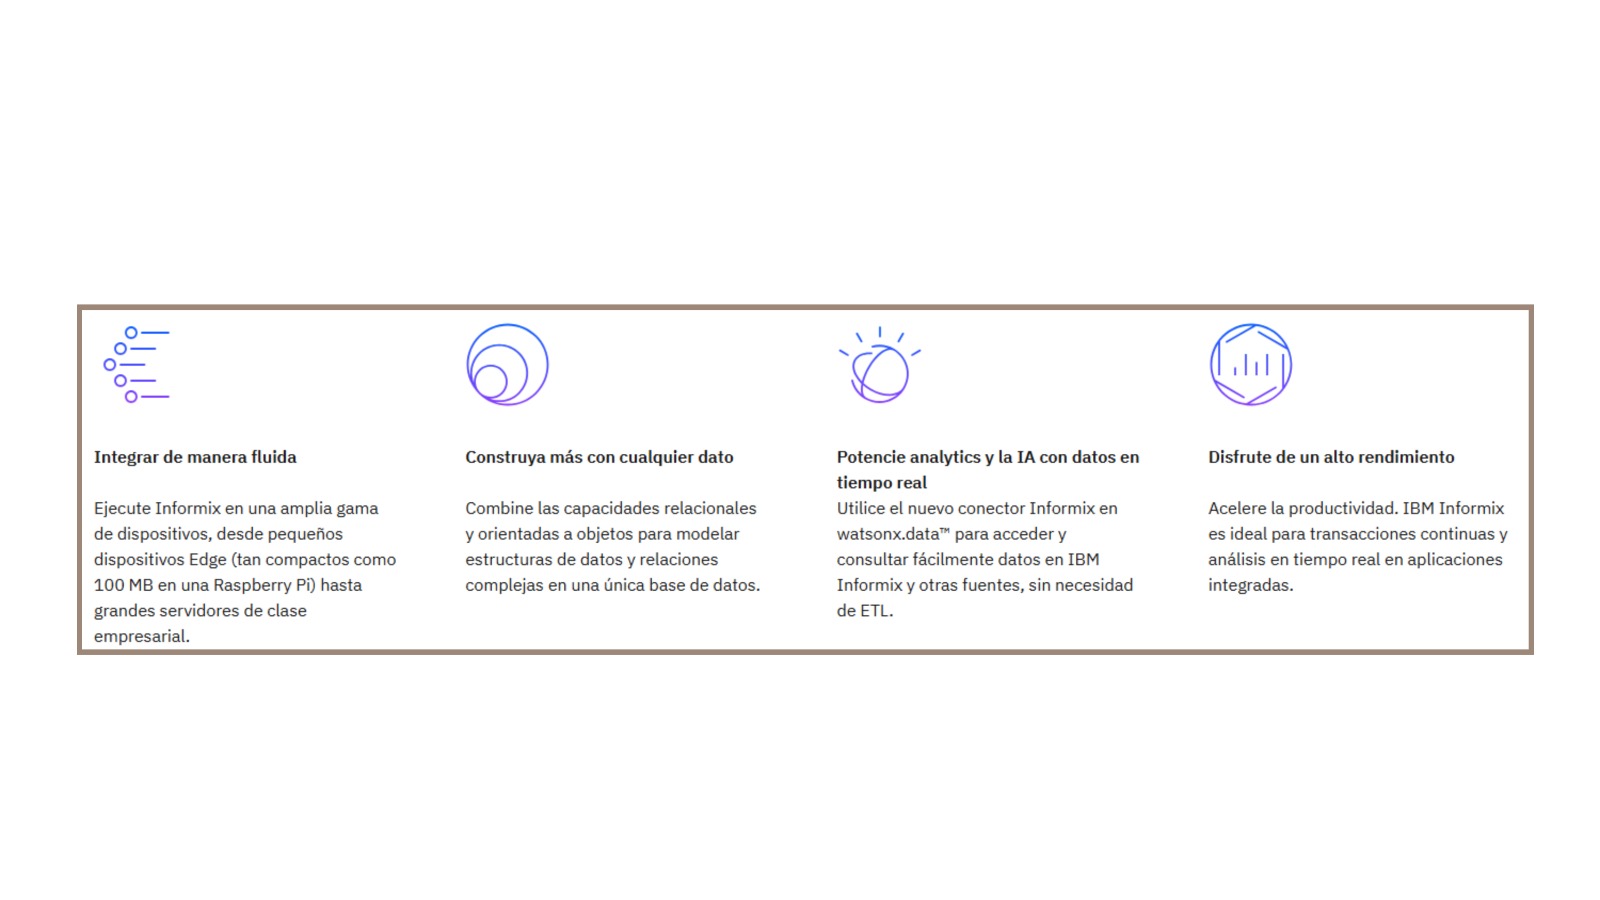 Integrar de manera fluida
Ejecute Informix en una amplia gama
de dispositivos, desde pequeños
dispositivos Edge (tan compactos como
100 MB en una Raspberry Pi) hasta
grandes servidores de clase
empresarial.
Construya más con cualquier dato
Combine las capacidades relacionales
y orientadas a objetos para modelar
estructuras de datos y relaciones
complejas en una única base de datos.
Potencie analytics y la IA con datos en
tiempo real
Utilice el nuevo conector Informix en
watsonx.data™ para acceder y
consultar fácilmente datos en IBM
Informix y otras fuentes, sin necesidad
de ETL.
Disfrute de un alto rendimiento
Acelere la productividad. IBM Informix
es ideal para transacciones continuas y
análisis en tiempo real en aplicaciones
integradas.